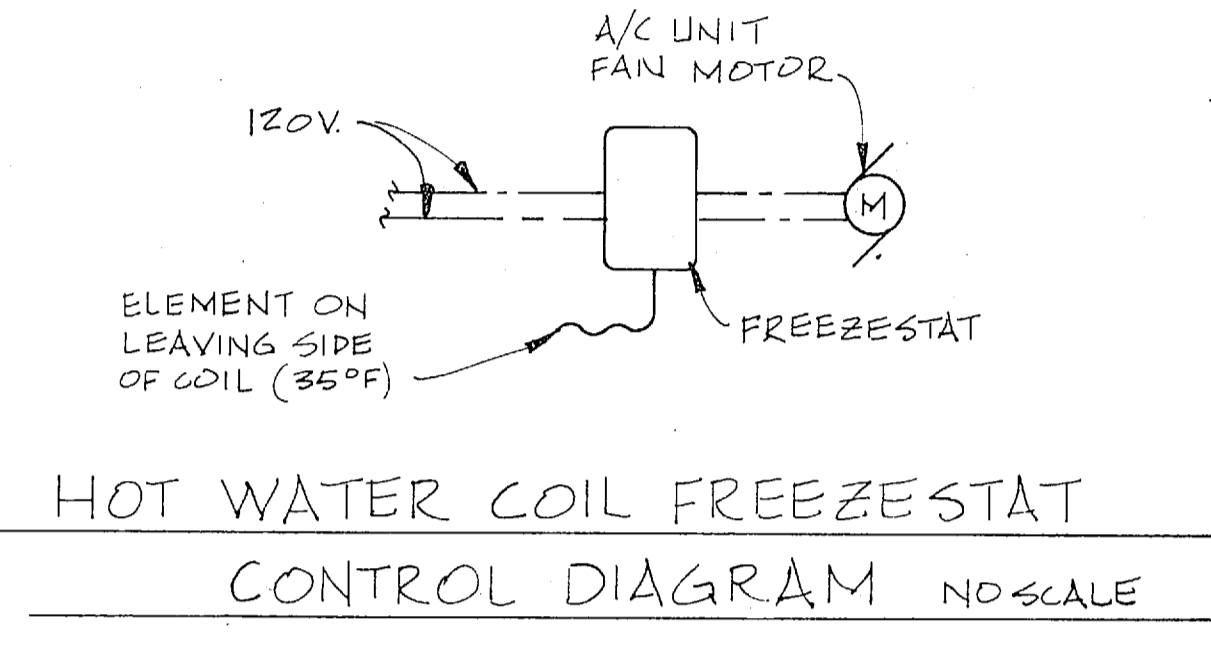 A/C UNIT
FAN MOTOR
120V.
M
ELEMENT ON
LEAVING SIDE
OF COIL (35°F)
FREEZESTAT
HOT WATER COIL FREEZESTAT
CONTROL DIAGRAM NO SCALE